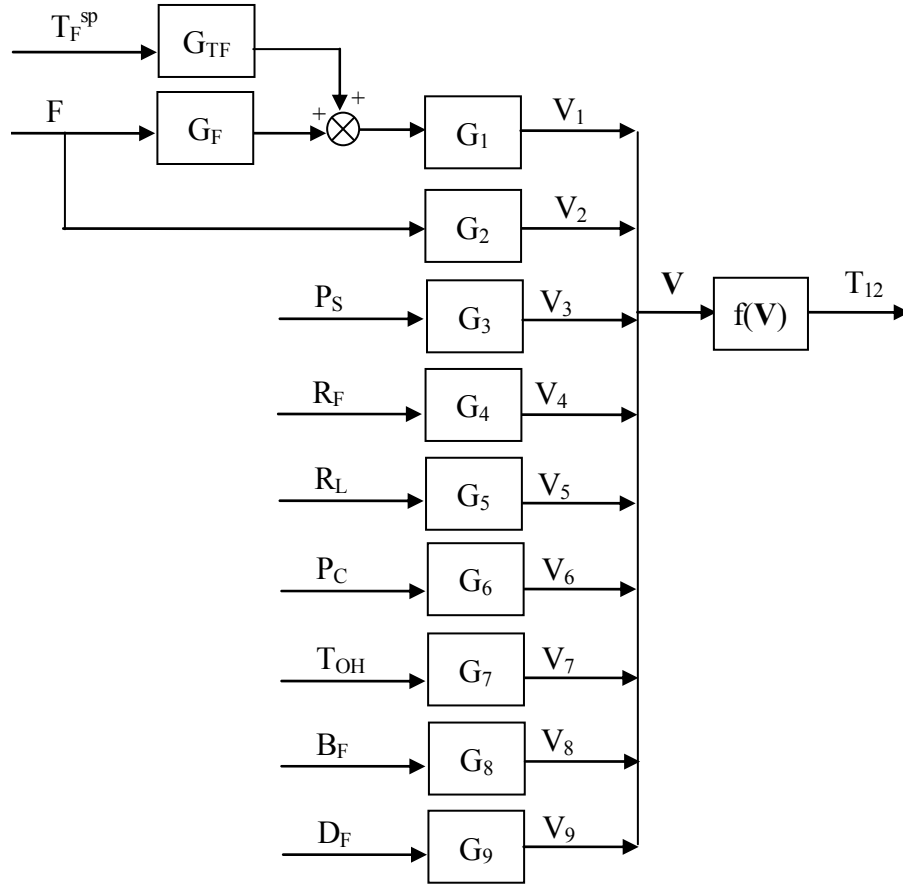 T_F^sp G_TF
+
F G_F + G_1 V_1
G_2 V_2
P_S G_3 V_3 V f(V) T_12
R_F G_4 V_4
R_L G_5 V_5
P_C G_6 V_6
T_OH G_7 V_7
B_F G_8 V_8
D_F G_9 V_9